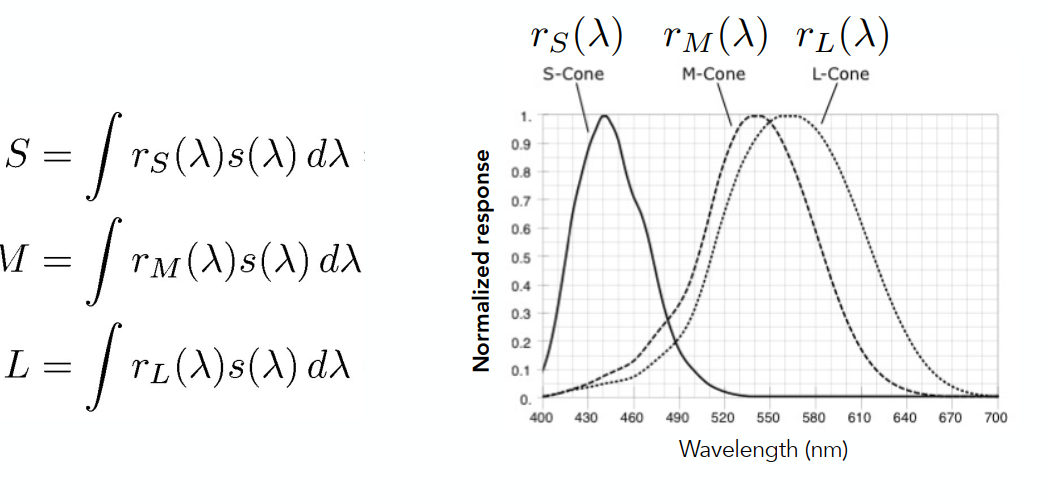 r_S(λ) r_M(λ) r_L(λ)
S-Cone M-Cone L-Cone
S = ∫ r_S(λ)s(λ) dλ
M = ∫ r_M(λ)s(λ) dλ
L = ∫ r_L(λ)s(λ) dλ
Normalized response
1.
0.9
0.8
0.7
0.6
0.5
0.4
0.3
0.2
0.1
0.
400 430 460 490 520 550 580 610 640 670 700
Wavelength (nm)